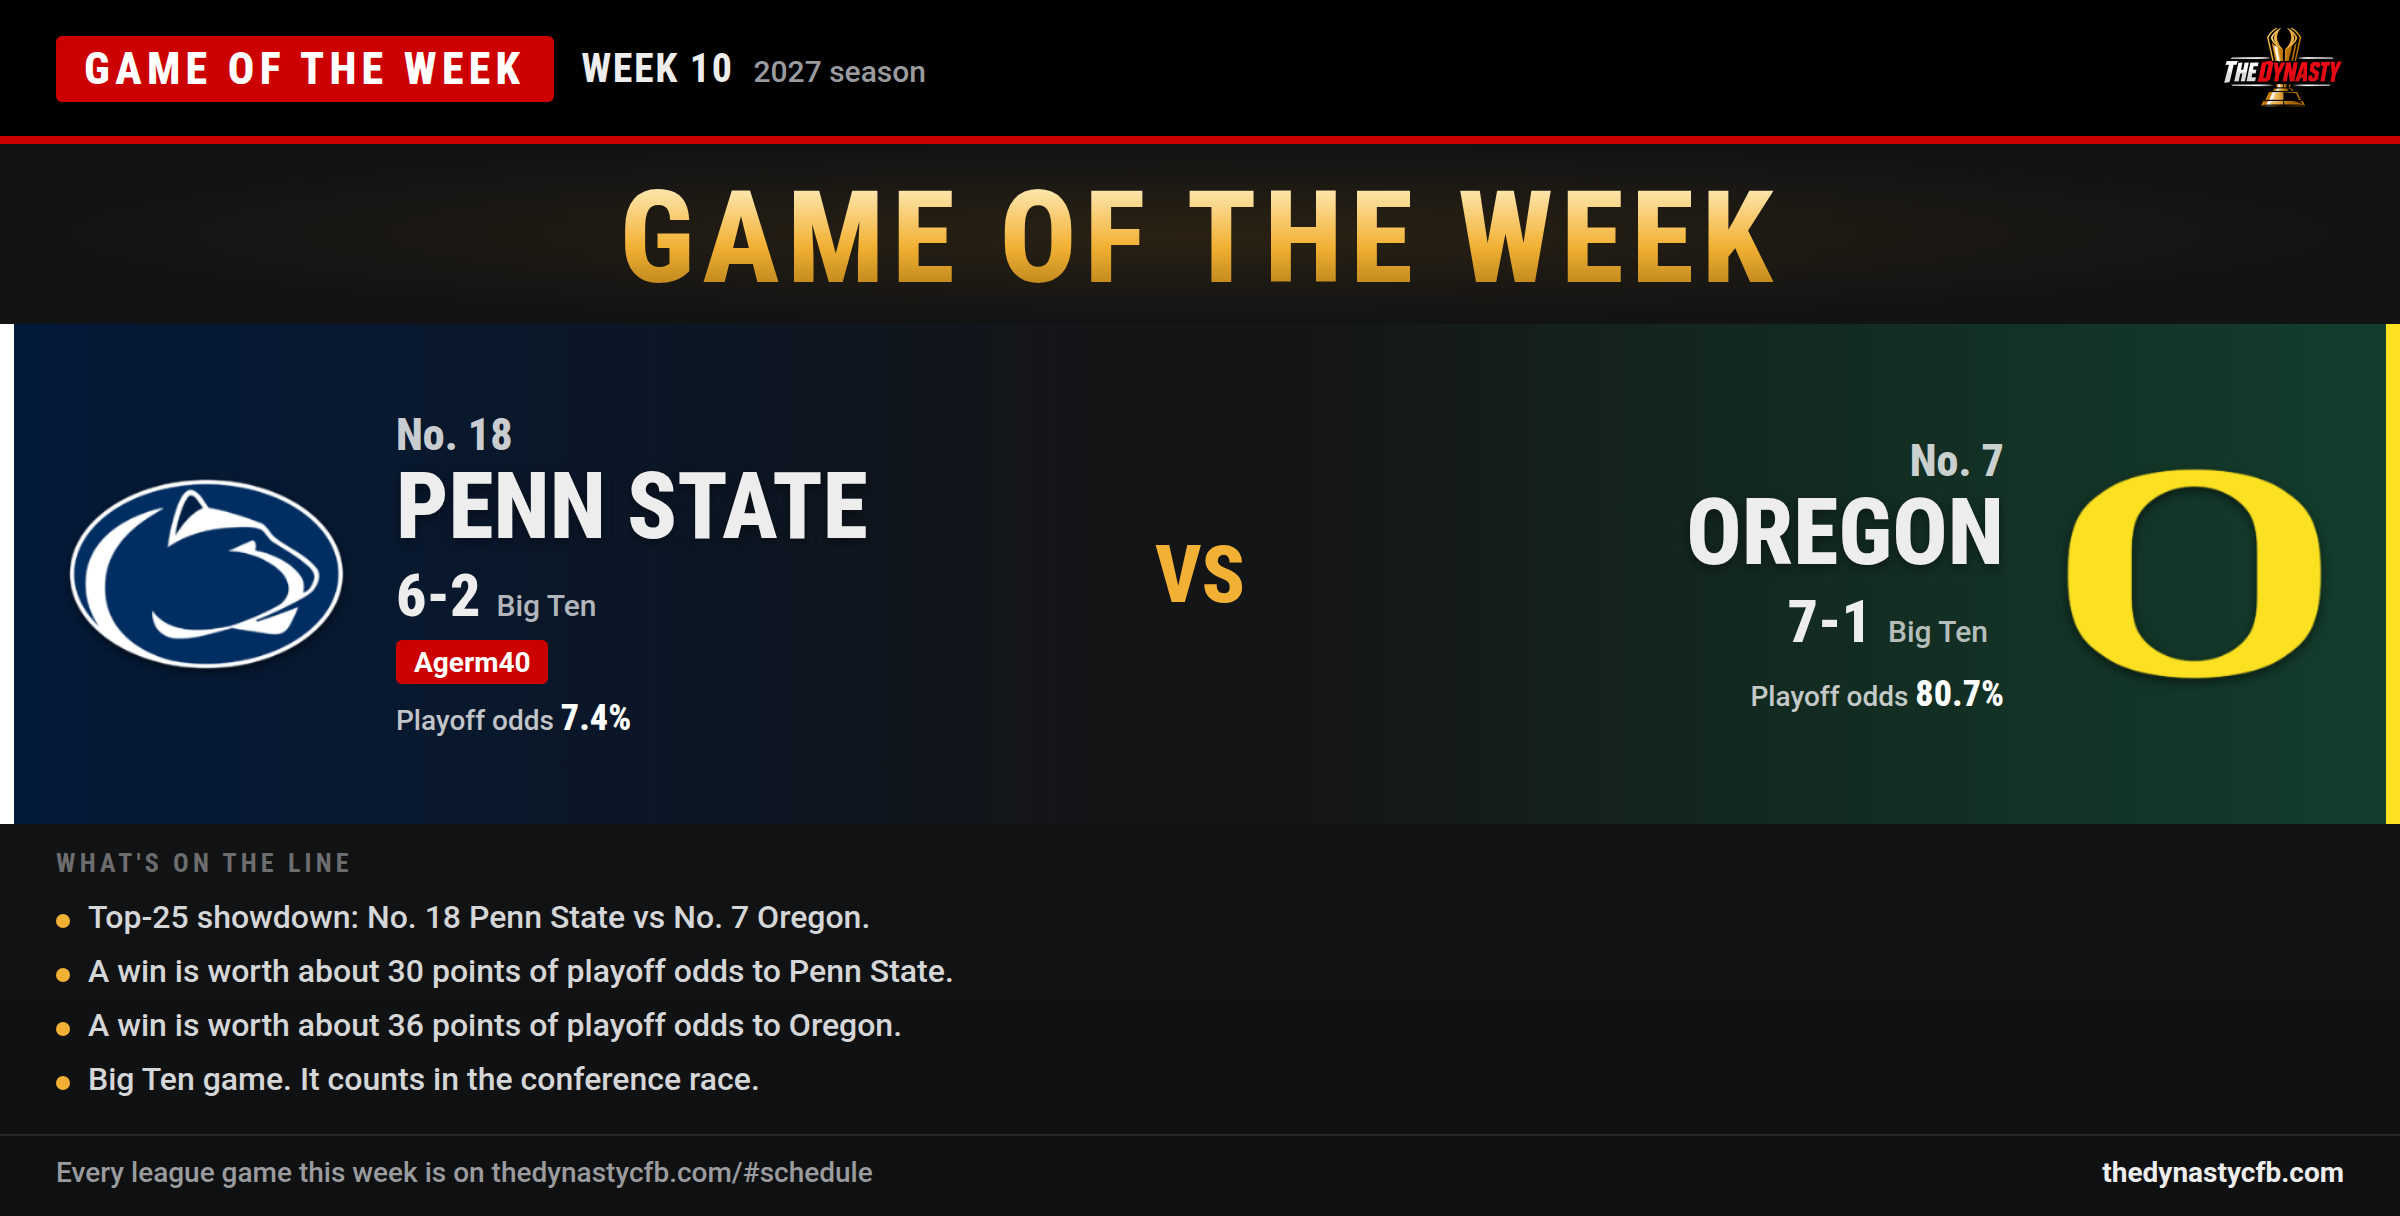 GAME OF THE WEEK WEEK 10 2027 season
THE DYNASTY
GAME OF THE WEEK
No. 18
PENN STATE
6-2 Big Ten
Agerm40
Playoff odds 7.4%
VS
No. 7
OREGON
7-1 Big Ten
Playoff odds 80.7%
WHAT'S ON THE LINE
Top-25 showdown: No. 18 Penn State vs No. 7 Oregon.
A win is worth about 30 points of playoff odds to Penn State.
A win is worth about 36 points of playoff odds to Oregon.
Big Ten game. It counts in the conference race.
Every league game this week is on thedynastycfb.com/#schedule
thedynastycfb.com